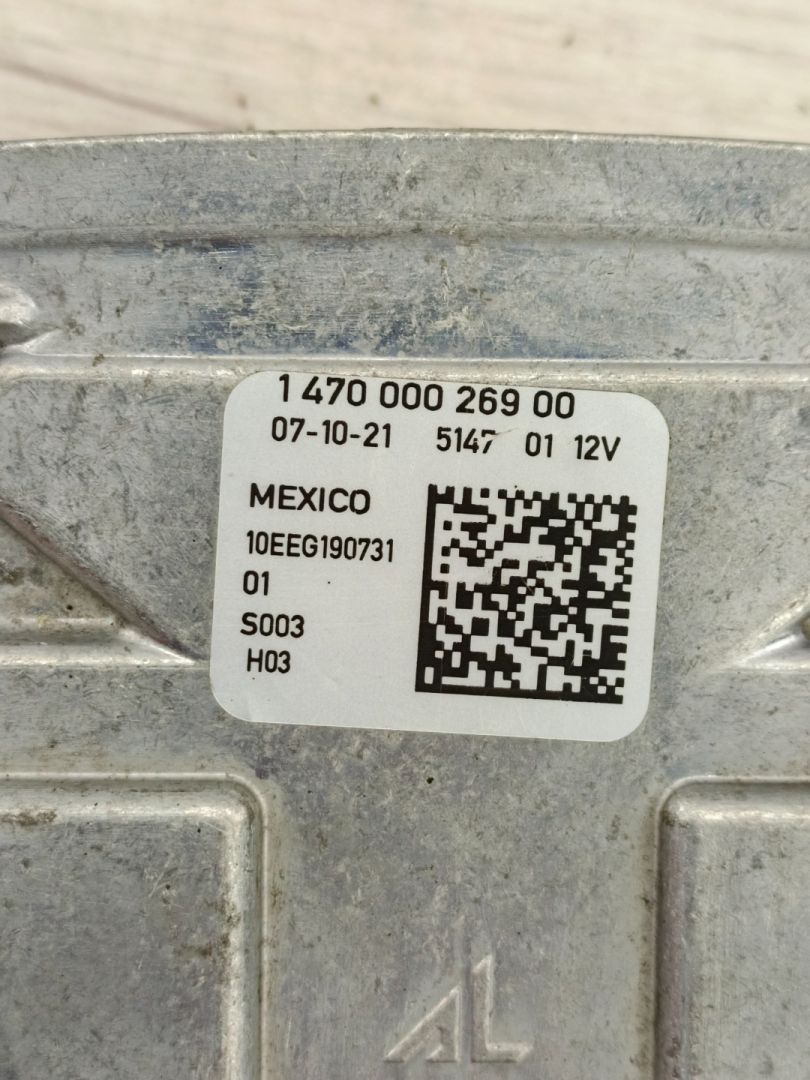 1 470 000 269 00
07-10-21 5147 01 12V
MEXICO
10EEG190731
01
S003
H03
AL